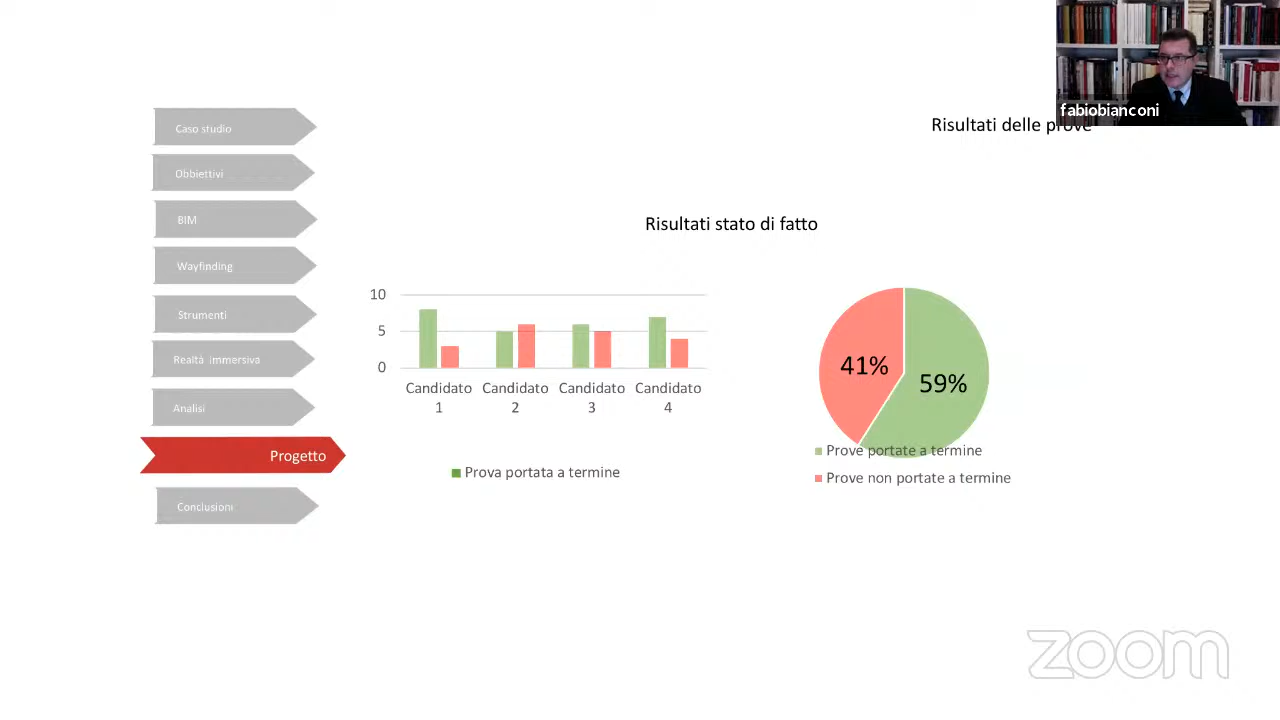 fabiobianconi
Risultati delle prove
Caso studio
Obbiettivi
BIM
Wayfinding
Strumenti
Realtà immersiva
Analisi
Progetto
Conclusioni
Risultati stato di fatto
10
5
0
Candidato 1
Candidato 2
Candidato 3
Candidato 4
Prova portata a termine
41%
59%
Prove portate a termine
Prove non portate a termine
zoom